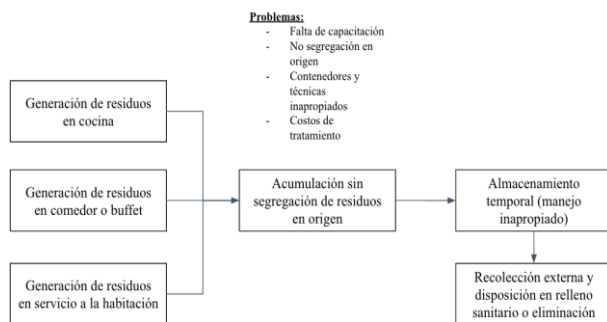 Problemas:
- Falta de capacitación
- No segregación en
origen
- Contenedores y
técnicas
inapropiados
- Costos de
tratamiento
Generación de residuos
en cocina
Generación de residuos
en comedor o buffet
Generación de residuos
en servicio a la habitación
Acumulación sin
segregación de residuos
en origen
Almacenamiento
temporal (manejo
inapropiado)
Recolección externa y
disposición en relleno
sanitario o eliminación